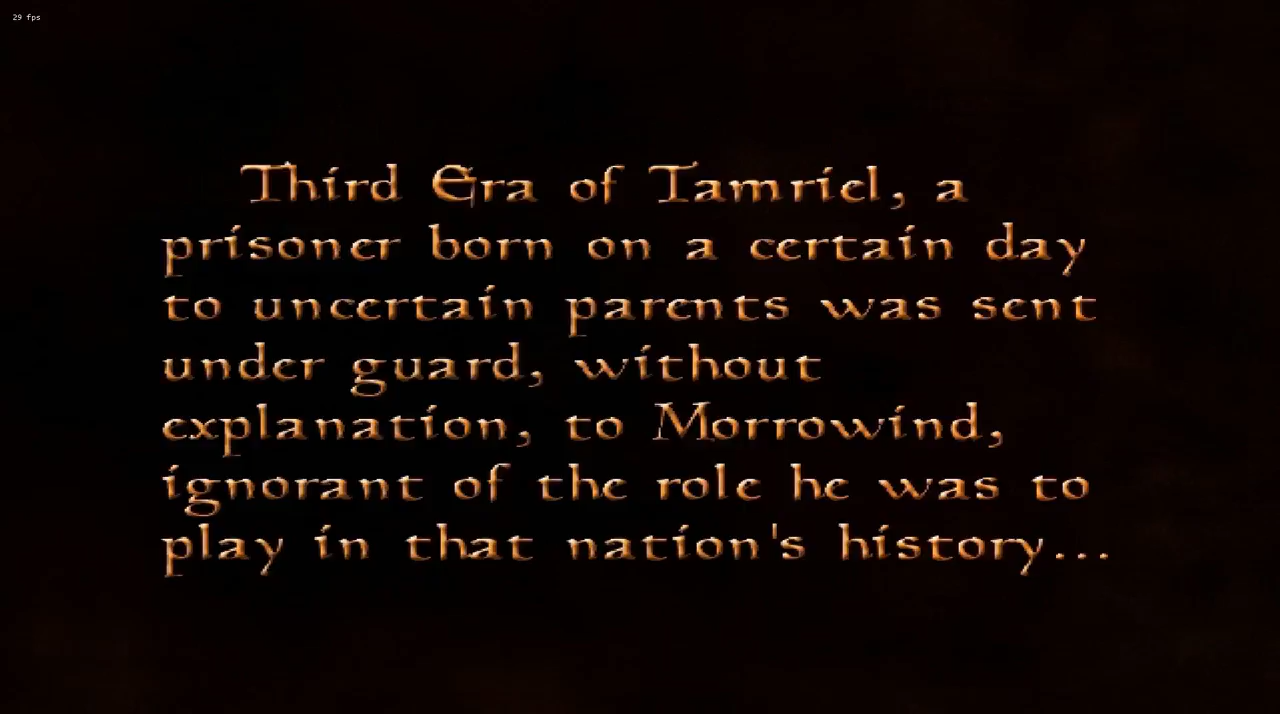 29 fps
Third Era of Tamriel, a
prisoner born on a certain day
to uncertain parents was sent
under guard, without
explanation, to Morrowind,
ignorant of the role he was to
play in that nation's history...